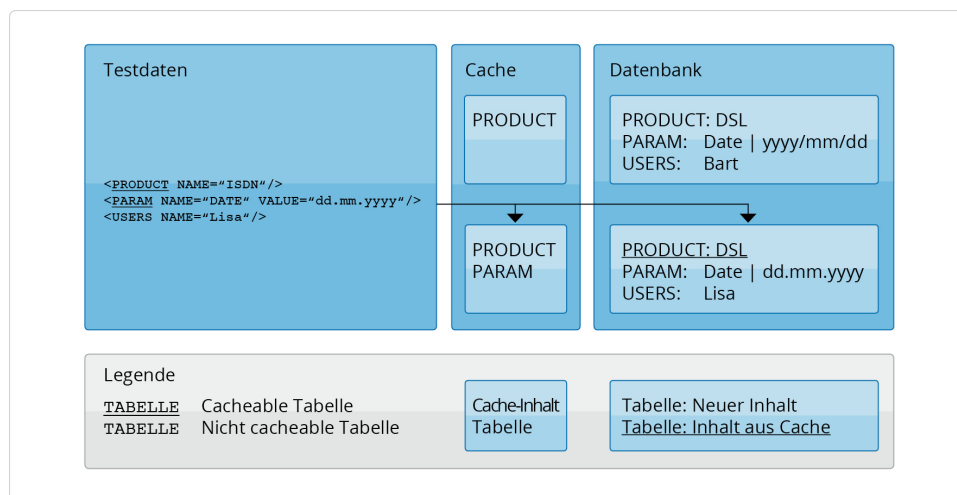 Testdaten
<PRODUCT NAME=“ISDN“/>
<PARAM NAME=“DATE“ VALUE=“dd.mm.yyyy“/>
<USERS NAME=“Lisa“/>
Cache
PRODUCT
PRODUCT
PARAM
Datenbank
PRODUCT: DSL
PARAM: Date | yyyy/mm/dd
USERS: Bart
PRODUCT: DSL
PARAM: Date | dd.mm.yyyy
USERS: Lisa
Legende
TABELLE Cacheable Tabelle
TABELLE Nicht cacheable Tabelle
Cache-Inhalt
Tabelle
Tabelle: Neuer Inhalt
Tabelle: Inhalt aus Cache